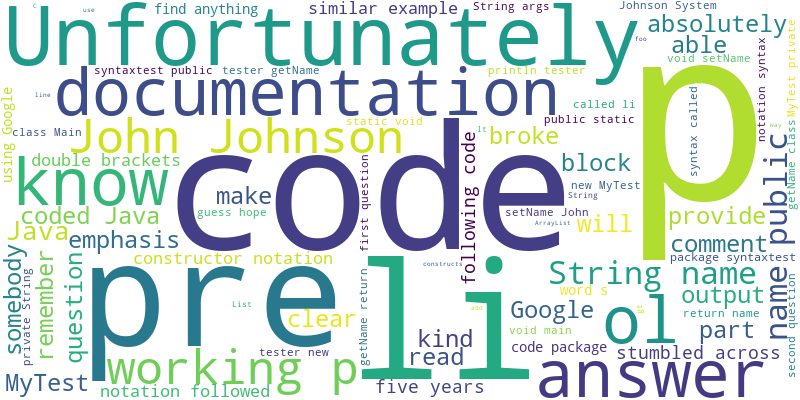 find anything
similar example
String args
Johnson System
Unfortunately
absolutely
able
void setName
syntaxtest public
tester getName
println tester
documentation
called li
public static
class Main
using Google
John Johnson
static void
broke
double brackets
know
code
p
make
block
new MyTest
String
guess hope
coded Java
Java
emphasis
setName John
ArrayList
will
provide
comment
package syntaxtest
constructor notation
first question
following code
syntax called
notation syntax
MyTest private
getName class
public
name
somebody
private String
remember
question
pre
li
List
clear
constructs
String name
word s
output
return name
Google
ol
part
void main
add
getName return
tester new
kind
read
code package
stumbled across
second question
working p
MyTest
notation followed
five years
answer
use
C
line
lt
foo
way